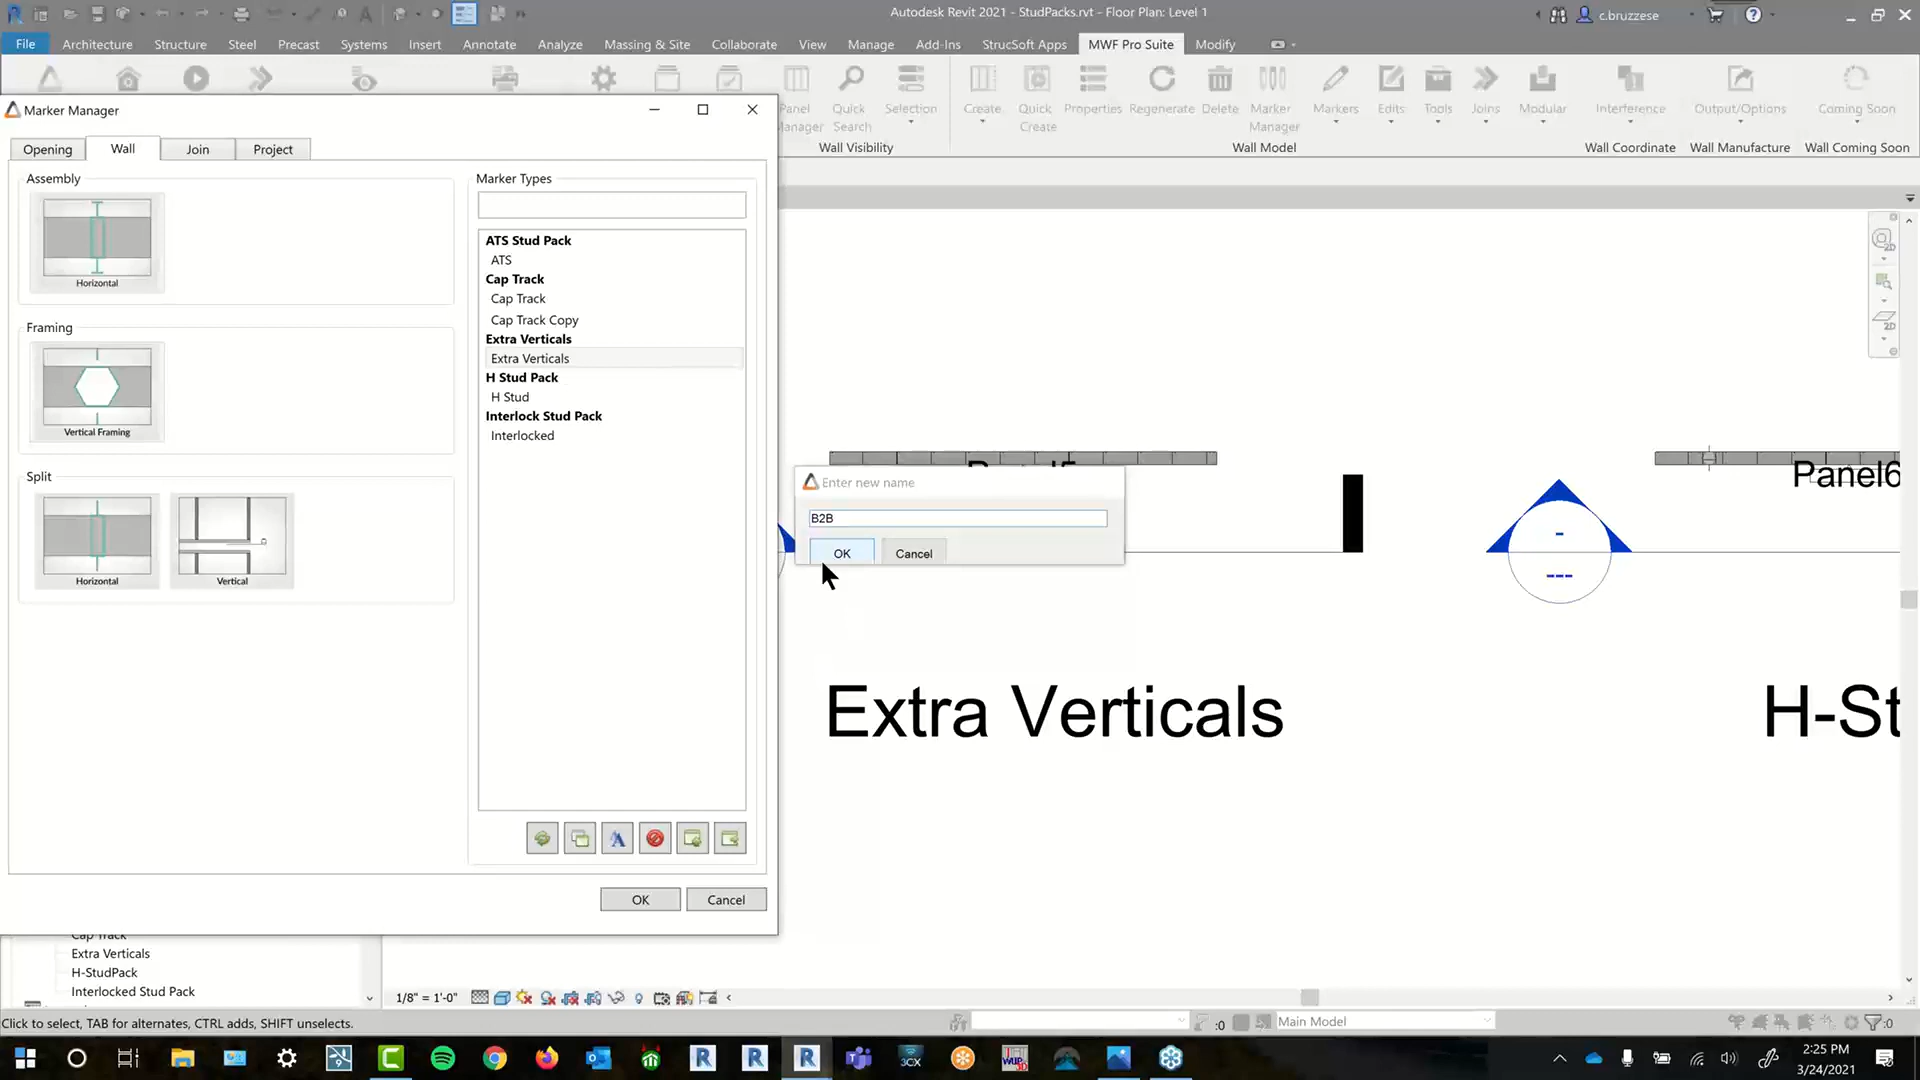 Autodesk Revit 2021 - StudPacks.rvt - Floor Plan: Level 1
c.bruzzese
File Architecture Structure Steel Precast Systems Insert Annotate Analyze Massing & Site Collaborate View Manage Add-Ins StrucSoft Apps MWF Pro Suite Modify
Panel Manager
Quick Search
Selection
Create
Quick Create
Properties
Regenerate
Delete
Marker Manager
Markers
Edits
Tools
Joins
Modular
Interference
Output/Options
Coming Soon
Wall Visibility
Wall Model
Wall Coordinate
Wall Manufacture
Wall Coming Soon
Marker Manager
Opening Wall Join Project
Assembly
Horizontal
Framing
Vertical Framing
Split
Horizontal
Vertical
Marker Types
ATS Stud Pack
ATS
Cap Track
Cap Track
Cap Track Copy
Extra Verticals
Extra Verticals
H Stud Pack
H Stud
Interlock Stud Pack
Interlocked
OK Cancel
Enter new name
B2B
OK Cancel
Panel5
Panel6
Extra Verticals
H-St
Cap Track
Extra Verticals
H-StudPack
Interlocked Stud Pack
1/8" = 1'-0"
Click to select, TAB for alternates, CTRL adds, SHIFT unselects.
:0
Main Model
:0
3CX
2:25 PM
3/24/2021